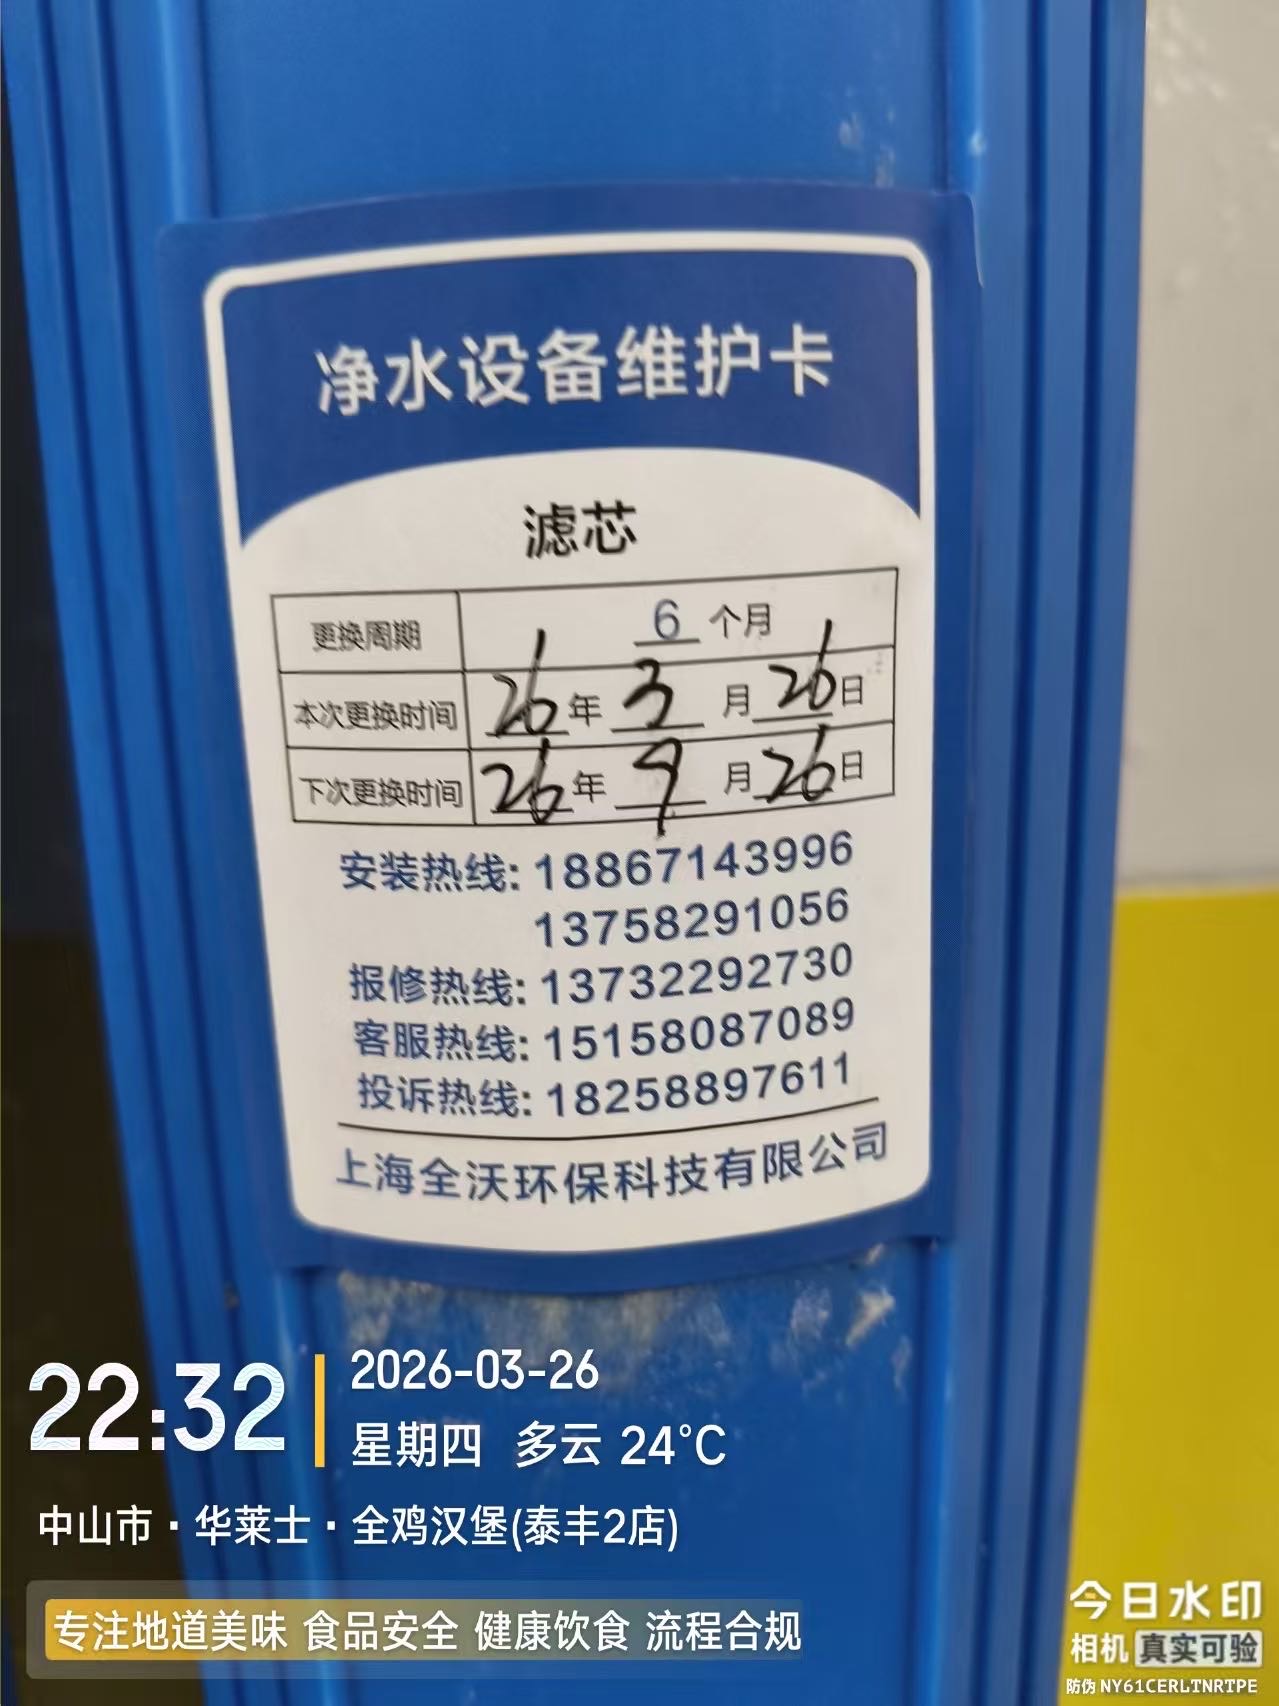 净水设备维护卡
滤芯
更换周期 6 个月
本次更换时间 26 年 3 月 26 日
下次更换时间 26 年 9 月 26 日
安装热线: 18867143996
13758291056
报修热线: 13732292730
客服热线: 15158087089
投诉热线: 18258897611
上海全沃环保科技有限公司
22:32
2026-03-26
星期四 多云 24°C
中山市·华莱士·全鸡汉堡(泰丰2店)
专注地道美味 食品安全 健康饮食 流程合规
今日水印
相机 真实可验
防伪 NY61CERLTNRTPE